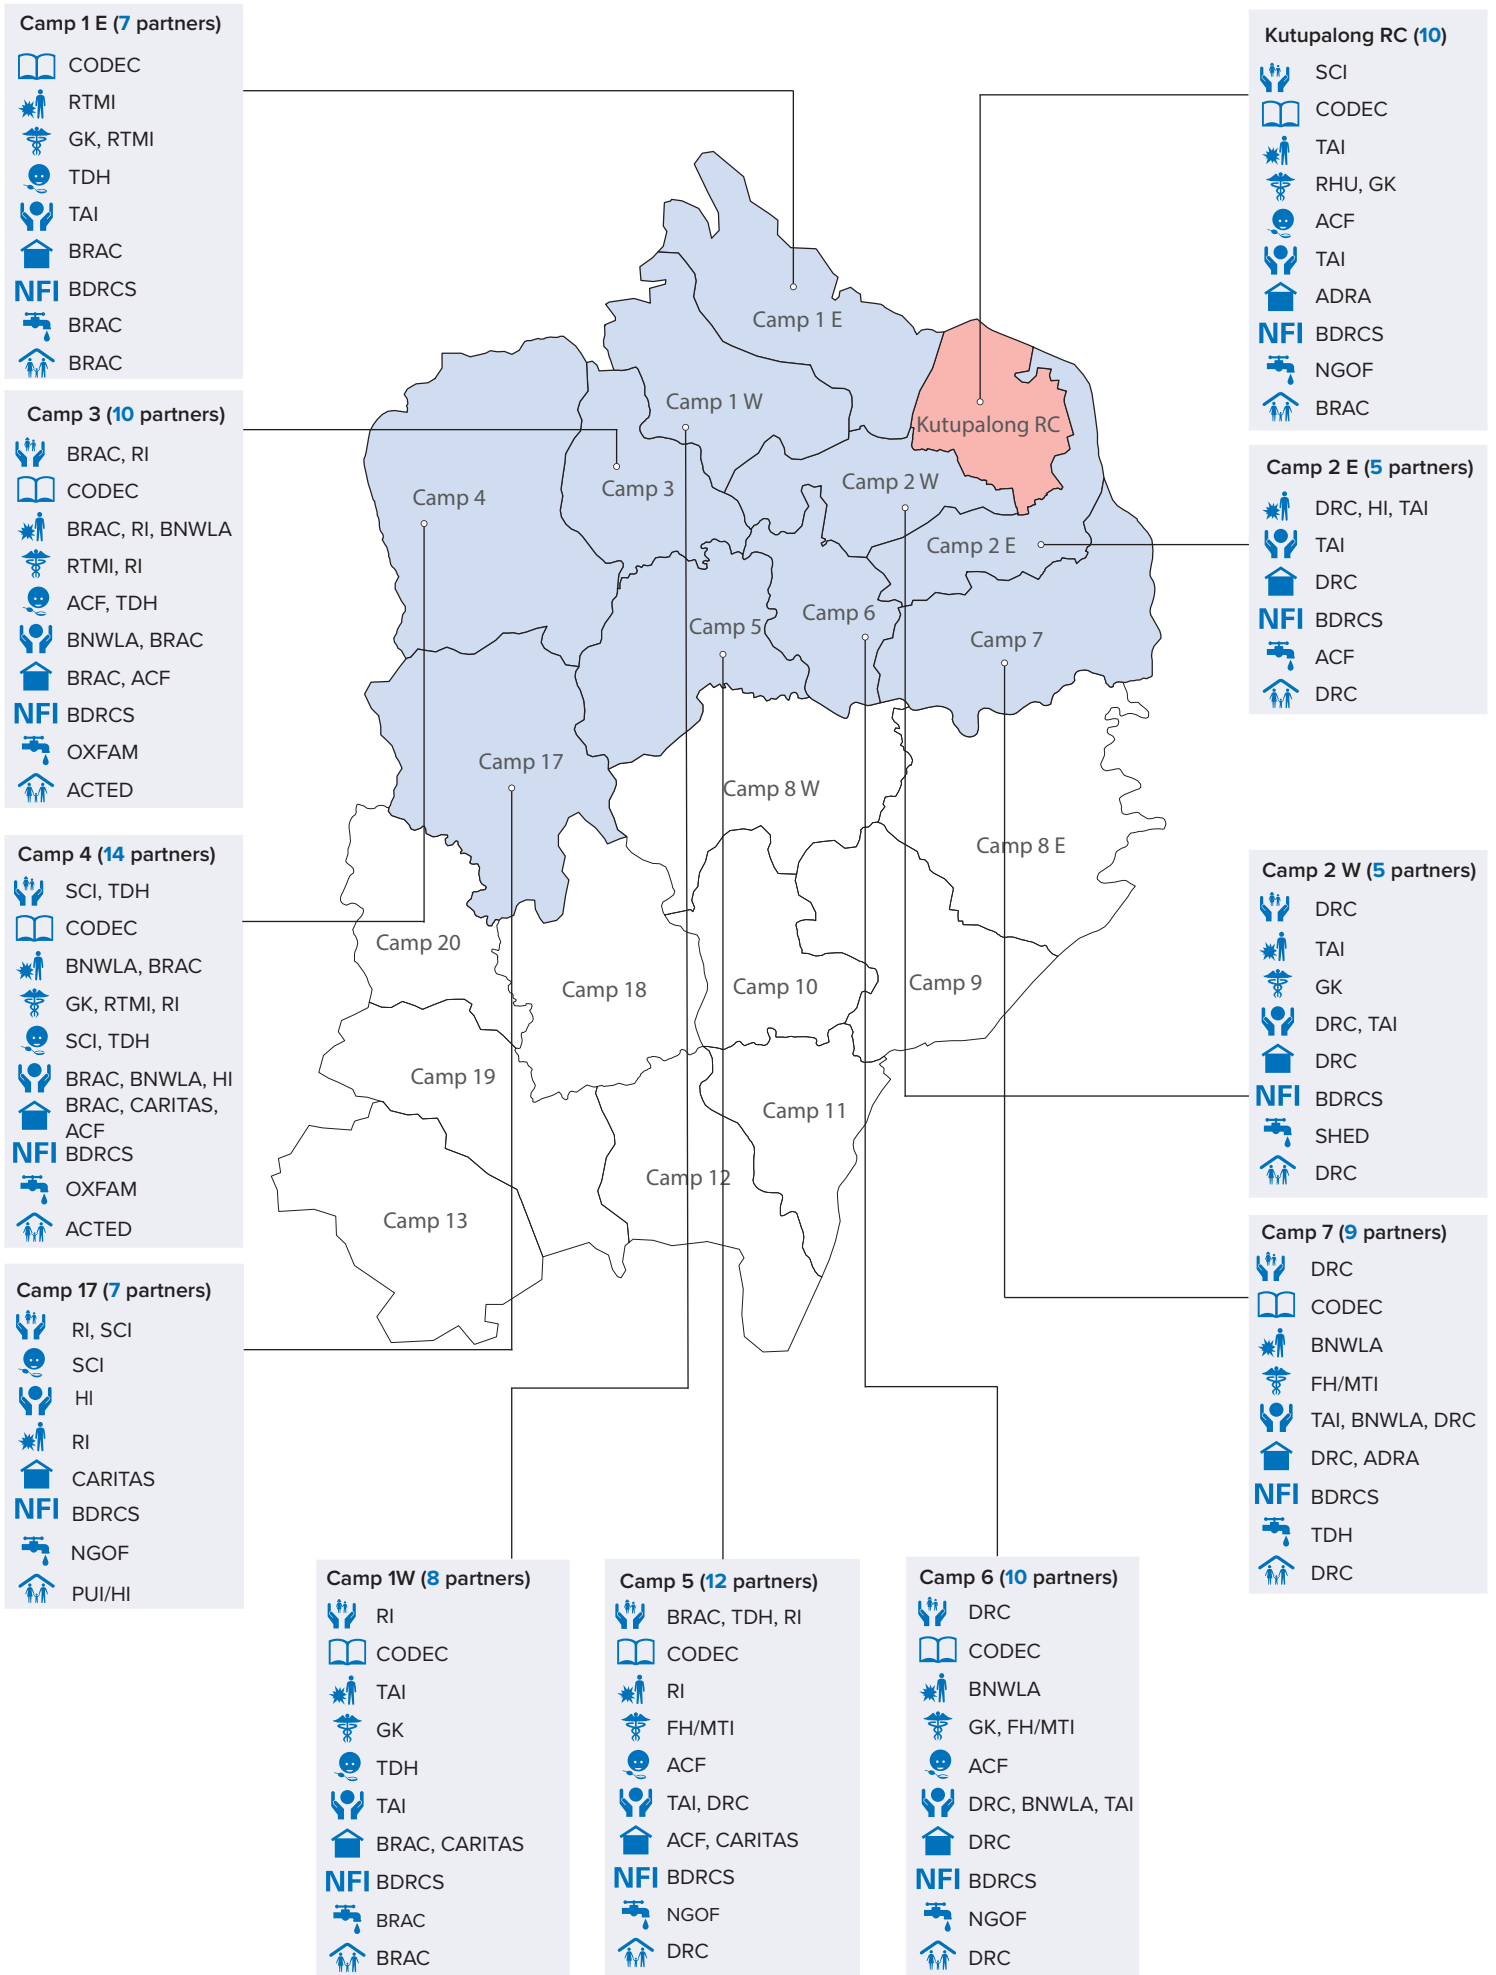 Camp 1 E (7 partners)
CODEC
RTMI
GK, RTMI
TDH
TAI
BRAC
NFI BDRCS
BRAC
BRAC
Camp 3 (10 partners)
BRAC, RI
CODEC
BRAC, RI, BNWLA
RTMI, RI
ACF, TDH
BNWLA, BRAC
BRAC, ACF
NFI BDRCS
OXFAM
ACTED
Camp 4 (14 partners)
SCI, TDH
CODEC
BNWLA, BRAC
GK, RTMI, RI
SCI, TDH
BRAC, BNWLA, HI
BRAC, CARITAS,
ACF
NFI BDRCS
OXFAM
ACTED
Camp 17 (7 partners)
RI, SCI
SCI
HI
RI
CARITAS
NFI BDRCS
NGOF
PUI/HI
Camp 1 E
Camp 1 W
Kutupalong RC
Camp 2 W
Camp 3
Camp 4
Camp 2 E
Camp 6
Camp 5
Camp 7
Camp 17
Camp 8 W
Camp 8 E
Camp 20
Camp 18
Camp 10
Camp 9
Camp 19
Camp 11
Camp 12
Camp 13
Camp 1W (8 partners)
RI
CODEC
TAI
GK
TDH
TAI
BRAC, CARITAS
NFI BDRCS
BRAC
BRAC
Camp 5 (12 partners)
BRAC, TDH, RI
CODEC
RI
FH/MTI
ACF
TAI, DRC
ACF, CARITAS
NFI BDRCS
NGOF
DRC
Camp 6 (10 partners)
DRC
CODEC
BNWLA
GK, FH/MTI
ACF
DRC, BNWLA, TAI
DRC
NFI BDRCS
NGOF
DRC
Kutupalong RC (10)
SCI
CODEC
TAI
RHU, GK
ACF
TAI
ADRA
NFI BDRCS
NGOF
BRAC
Camp 2 E (5 partners)
DRC, HI, TAI
TAI
DRC
NFI BDRCS
ACF
DRC
Camp 2 W (5 partners)
DRC
TAI
GK
DRC, TAI
DRC
NFI BDRCS
SHED
DRC
Camp 7 (9 partners)
DRC
CODEC
BNWLA
FH/MTI
TAI, BNWLA, DRC
DRC, ADRA
NFI BDRCS
TDH
DRC